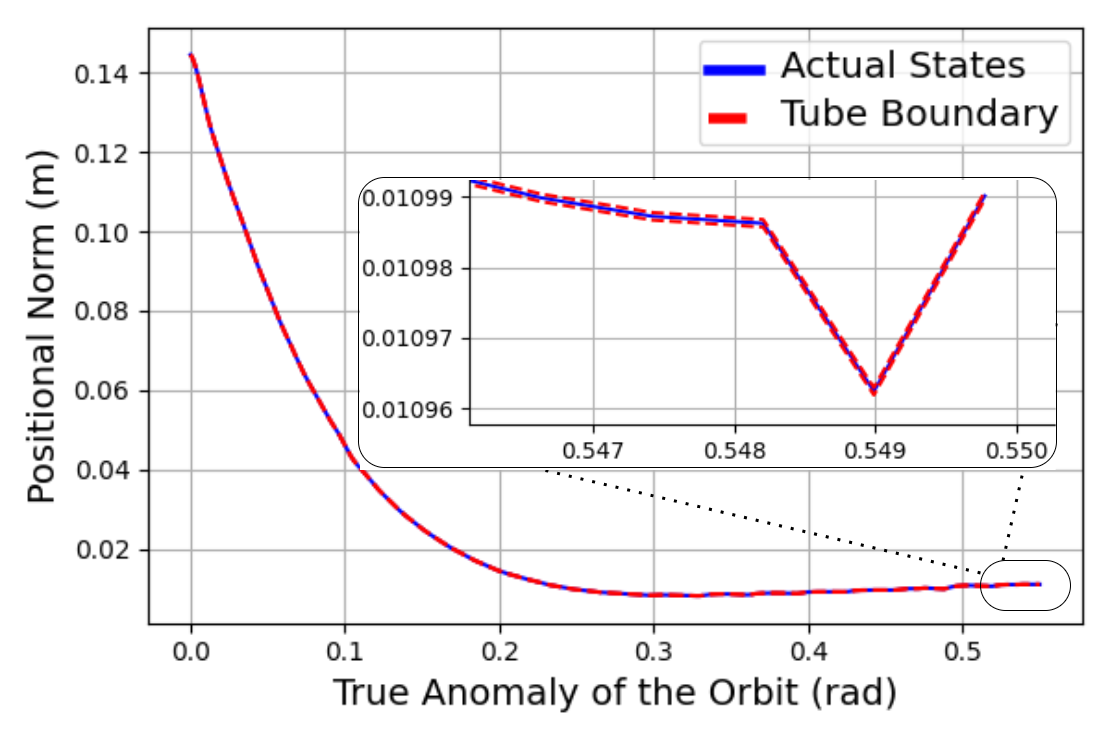 0.14
0.12
0.10
0.08
0.06
0.04
0.02
Positional Norm (m)
Actual States
Tube Boundary
0.01099
0.01098
0.01097
0.01096
0.547 0.548 0.549 0.550
0.0 0.1 0.2 0.3 0.4 0.5
True Anomaly of the Orbit (rad)